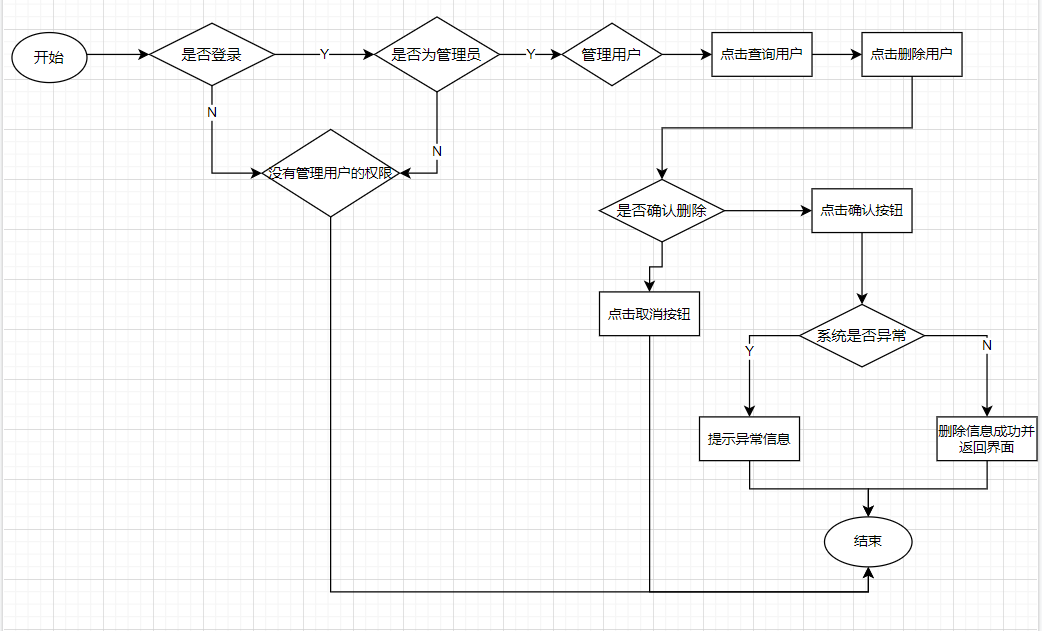 开始
是否登录
Y
是否为管理员
Y
管理用户
点击查询用户
点击删除用户
N
N
没有管理用户的权限
是否确认删除
点击确认按钮
点击取消按钮
系统是否异常
Y
N
提示异常信息
删除信息成功并
返回界面
结束